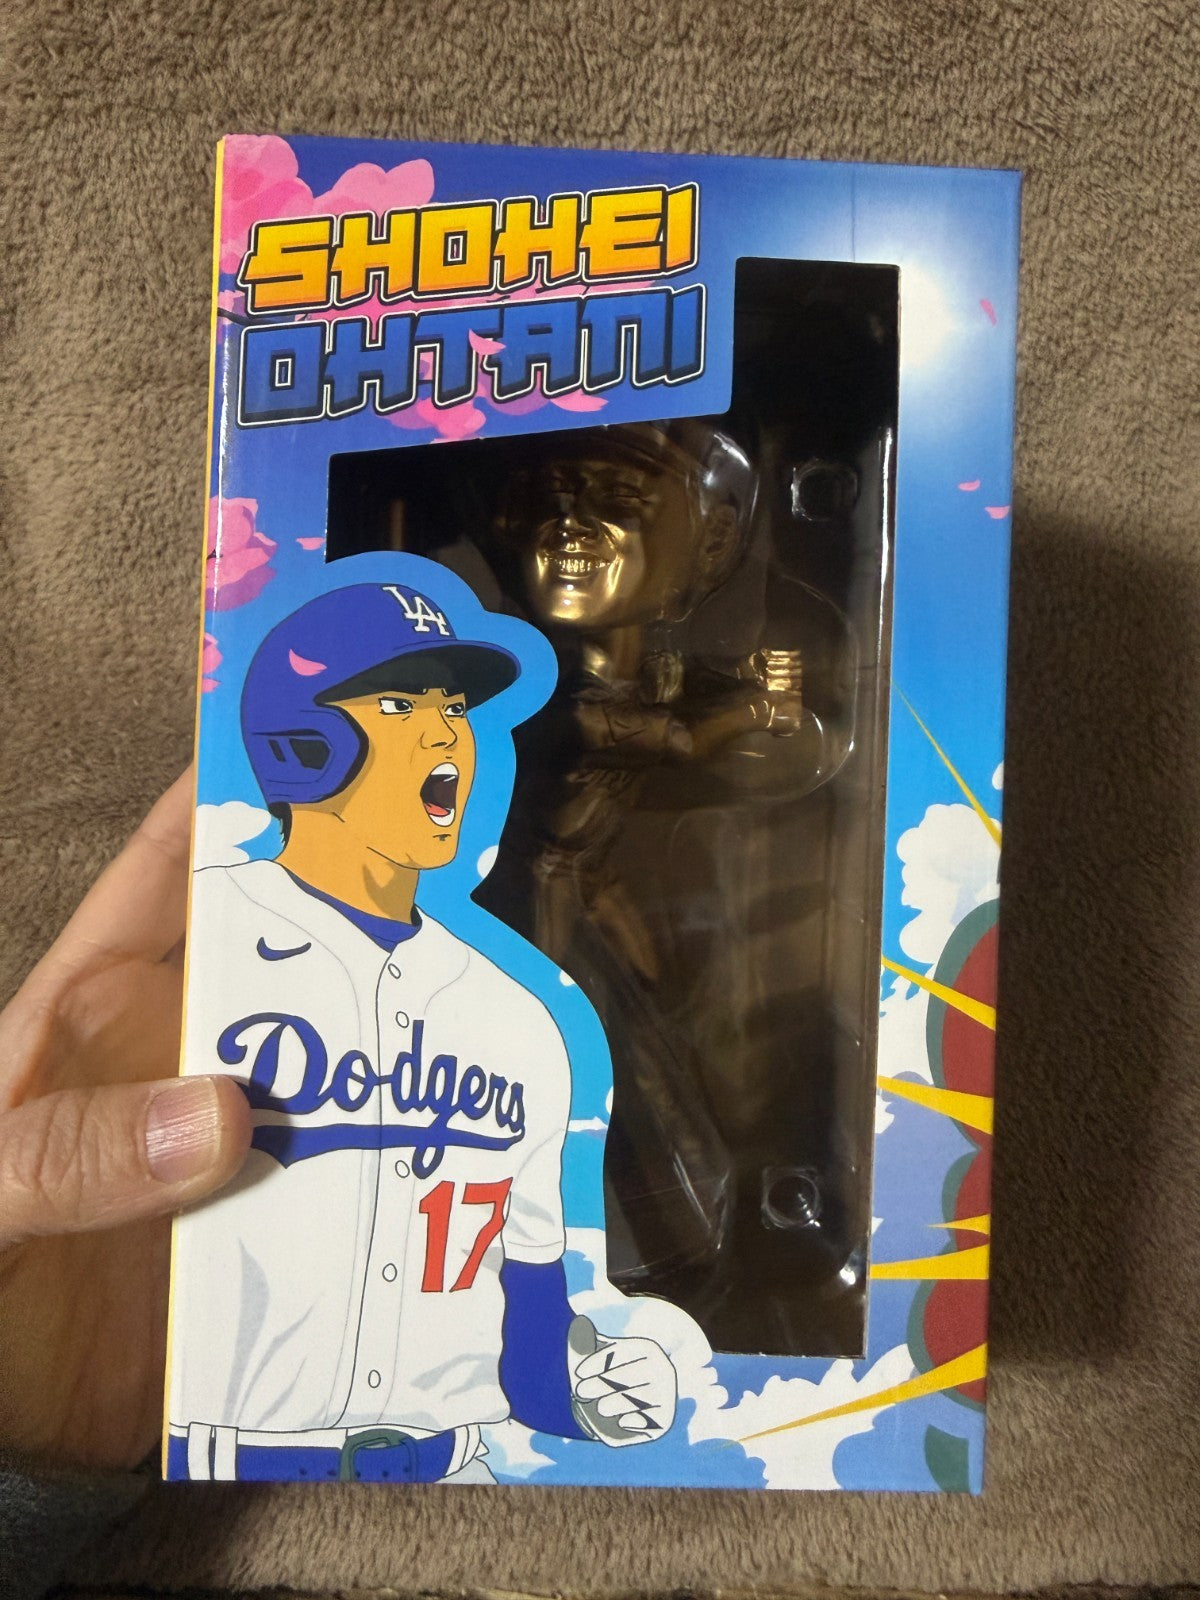 SHOHEI
OHTANI
LA
Dodgers
17